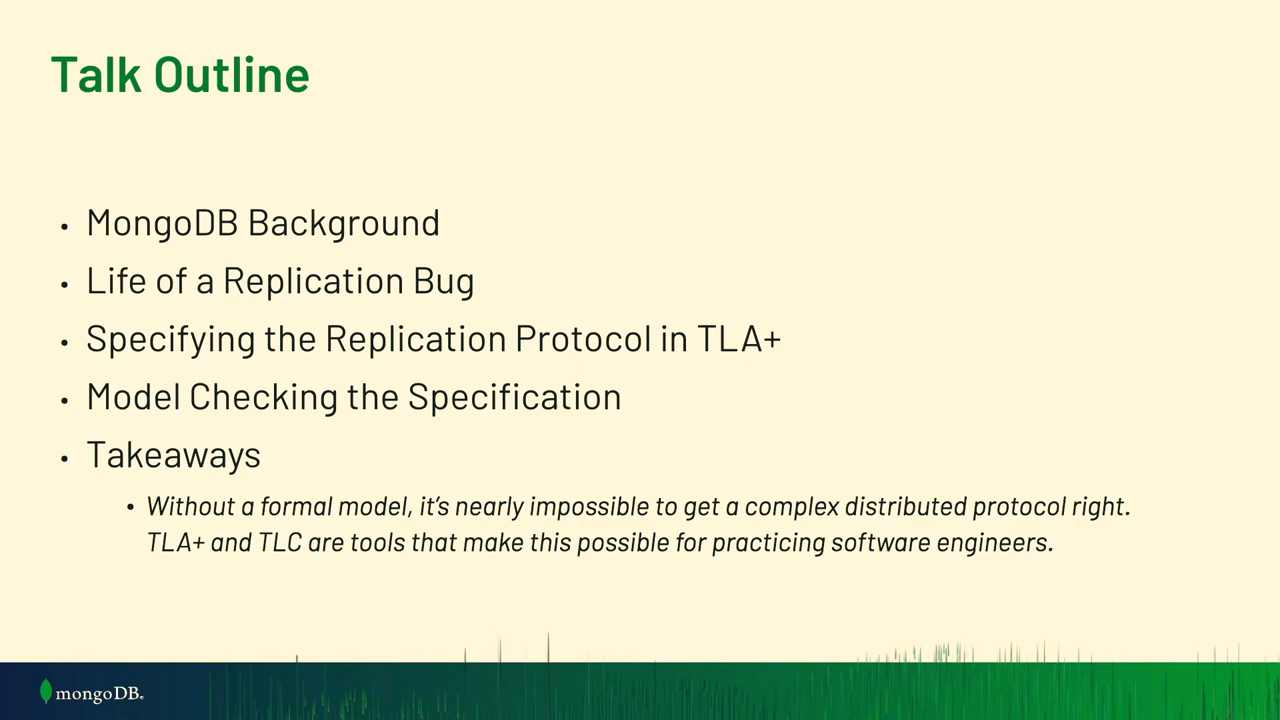 Talk Outline
• MongoDB Background
• Life of a Replication Bug
• Specifying the Replication Protocol in TLA+
• Model Checking the Specification
• Takeaways
• Without a formal model, it's nearly impossible to get a complex distributed protocol right.
TLA+ and TLC are tools that make this possible for practicing software engineers.
mongoDB®